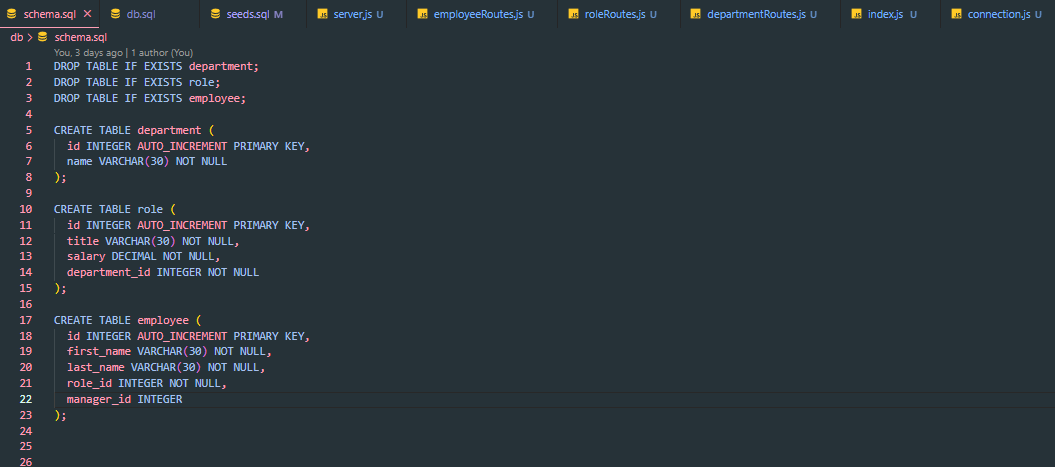 schema.sql × db.sql seeds.sql M server.js U employeeRoutes.js U roleRoutes.js U departmentRoutes.js U index.js U connection.js U
db > schema.sql
You, 3 days ago | 1 author (You)
1 DROP TABLE IF EXISTS department;
2 DROP TABLE IF EXISTS role;
3 DROP TABLE IF EXISTS employee;
4
5 CREATE TABLE department (
6 id INTEGER AUTO_INCREMENT PRIMARY KEY,
7 name VARCHAR(30) NOT NULL
8 );
9
10 CREATE TABLE role (
11 id INTEGER AUTO_INCREMENT PRIMARY KEY,
12 title VARCHAR(30) NOT NULL,
13 salary DECIMAL NOT NULL,
14 department_id INTEGER NOT NULL
15 );
16
17 CREATE TABLE employee (
18 id INTEGER AUTO_INCREMENT PRIMARY KEY,
19 first_name VARCHAR(30) NOT NULL,
20 last_name VARCHAR(30) NOT NULL,
21 role_id INTEGER NOT NULL,
22 manager_id INTEGER
23 );
24
25
26